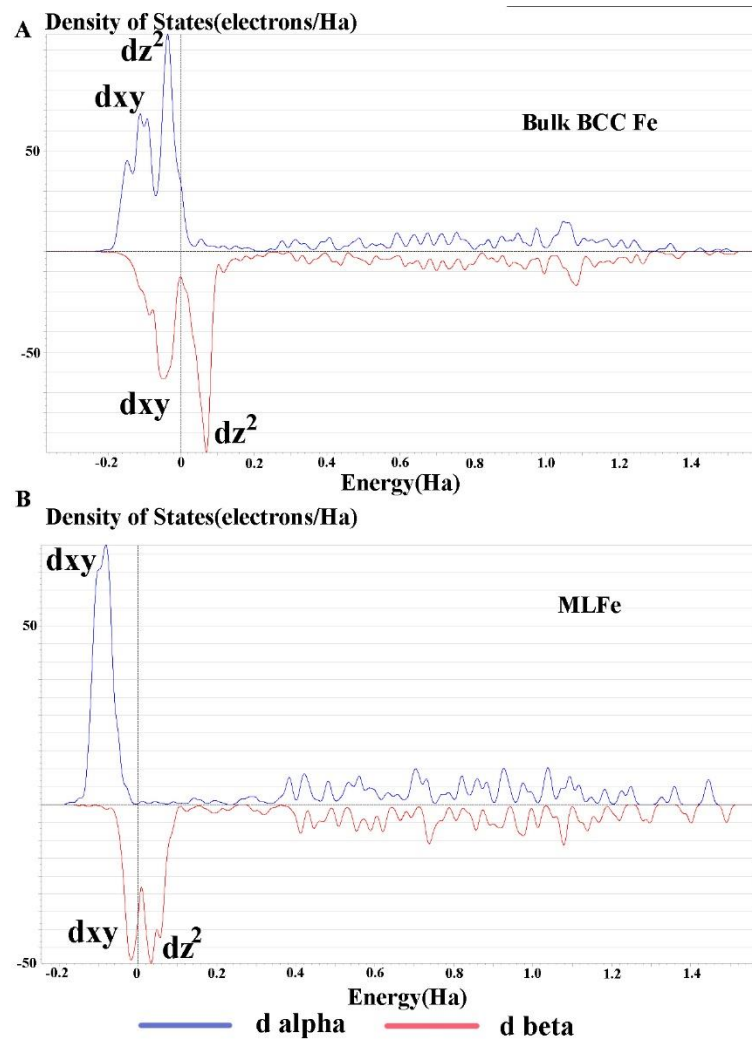 A
Density of States(electrons/Ha)
dz²
dxy
Bulk BCC Fe
50
-50
dxy
dz²
-0.2 0 0.2 0.4 0.6 0.8 1.0 1.2 1.4
Energy(Ha)
B
Density of States(electrons/Ha)
dxy
MLFe
50
dxy
dz²
-50
-0.2 0 0.2 0.4 0.6 0.8 1.0 1.2 1.4
Energy(Ha)
d alpha d beta